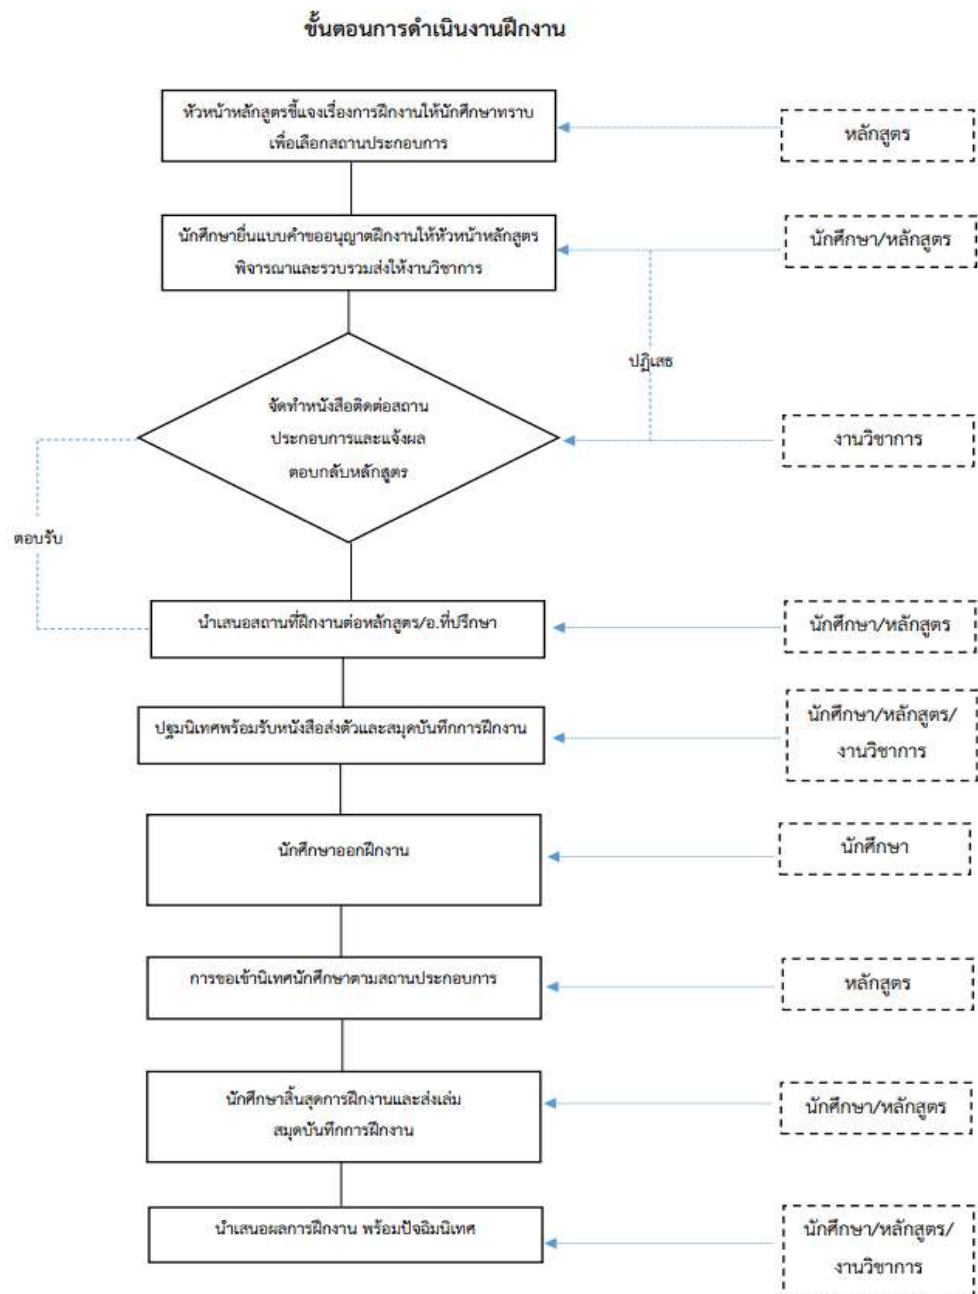 ขั้นตอนการดำเนินงานฝึกงาน
หัวหน้าหลักสูตรชี้แจงเรื่องการฝึกงานให้นักศึกษาทราบ
เพื่อเลือกสถานประกอบการ
หลักสูตร
นักศึกษายื่นแบบคำขออนุญาตฝึกงานให้หัวหน้าหลักสูตร
พิจารณาและรวบรวมส่งให้งานวิชาการ
นักศึกษา/หลักสูตร
ปฏิเสธ
จัดทำหนังสือติดต่อสถาน
ประกอบการและแจ้งผล
ตอบกลับหลักสูตร
งานวิชาการ
ตอบรับ
นำเสนอสถานที่ฝึกงานต่อหลักสูตร/อ.ที่ปรึกษา
นักศึกษา/หลักสูตร
ปฐมนิเทศพร้อมรับหนังสือส่งตัวและสมุดบันทึกการฝึกงาน
นักศึกษา/หลักสูตร/
งานวิชาการ
นักศึกษาออกฝึกงาน
นักศึกษา
การขอเข้านิเทศนักศึกษาตามสถานประกอบการ
หลักสูตร
นักศึกษาสิ้นสุดการฝึกงานและส่งเล่ม
สมุดบันทึกการฝึกงาน
นักศึกษา/หลักสูตร
นำเสนอผลการฝึกงาน พร้อมปัจฉิมนิเทศ
นักศึกษา/หลักสูตร/
งานวิชาการ